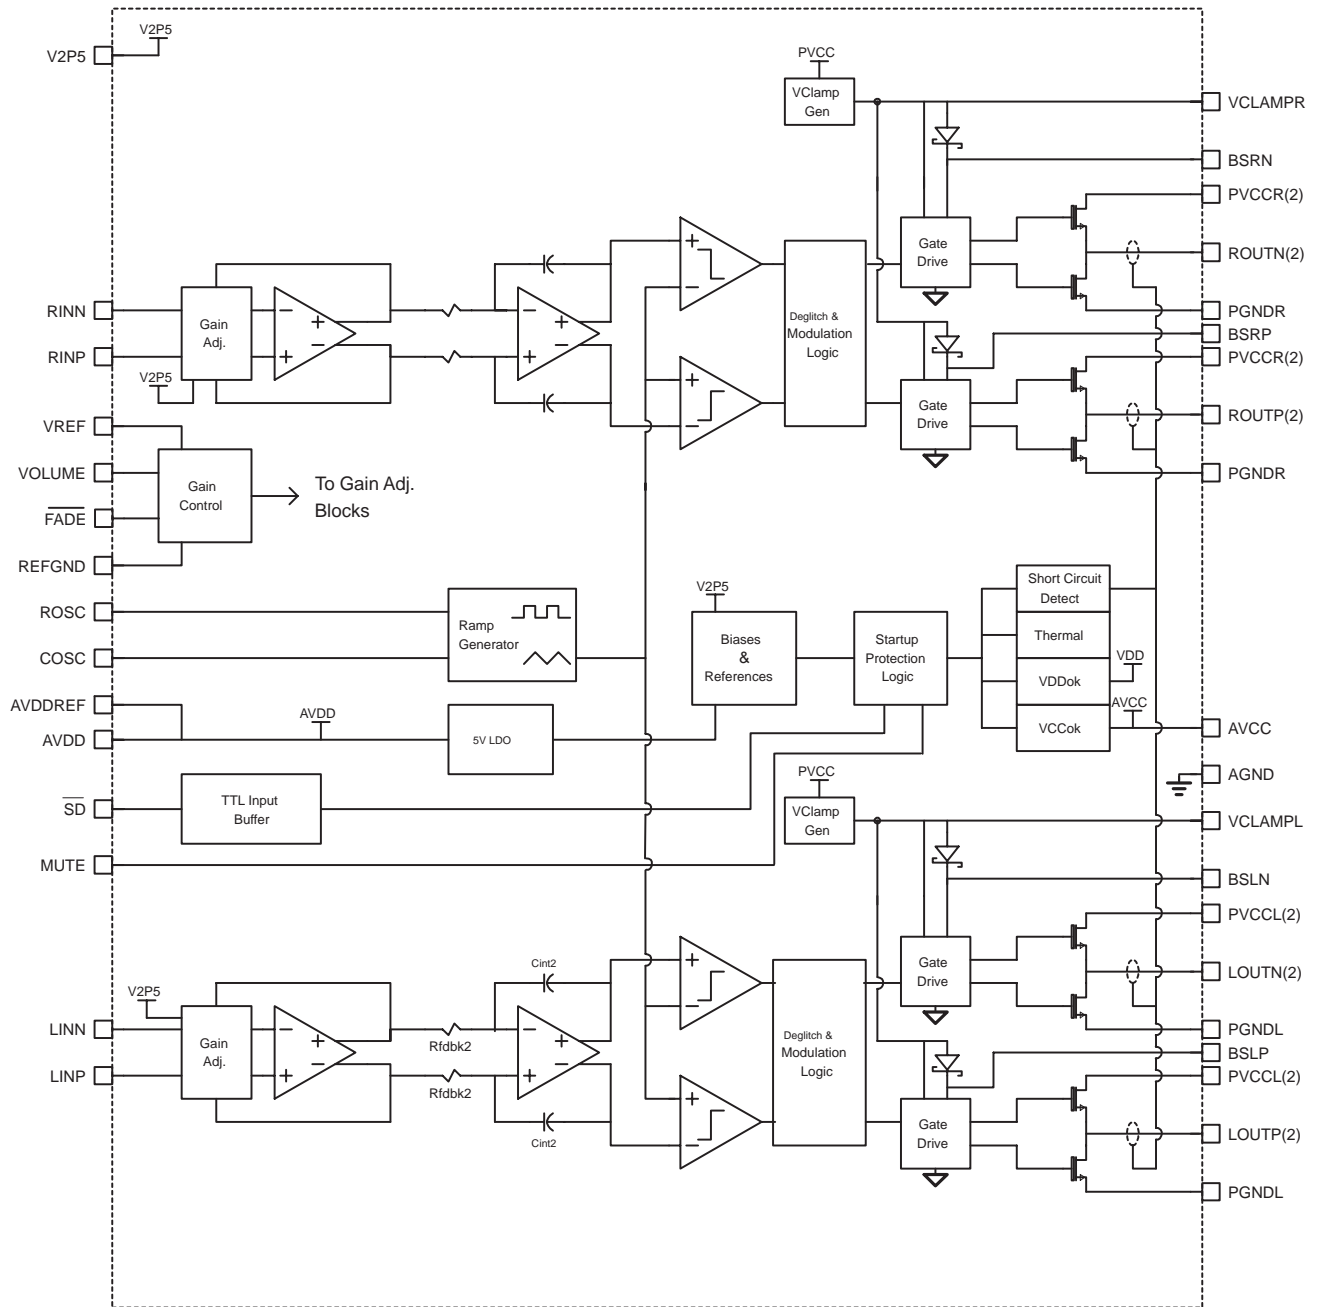 V2P5
V2P5
PVCC
VClamp
Gen
VCLAMPR
BSRN
PVCCR(2)
Gate
Drive
ROUTN(2)
RINN
Gain
Adj.
+
−
−
+
−
+
+
−
+
−
Deglitch &
Modulation
Logic
PGNDR
BSRP
RINP
V2P5
+
−
PVCCR(2)
Gate
Drive
ROUTP(2)
VREF
VOLUME
Gain
Control
To Gain Adj.
Blocks
PGNDR
FADE
REFGND
ROSC
COSC
Ramp
Generator
V2P5
Biases
&
References
Startup
Protection
Logic
Short Circuit
Detect
Thermal
VDDok
VDD
VCCok
AVCC
AVCC
AVDDREF
AVDD
AVDD
5V LDO
AGND
SD
TTL Input
Buffer
PVCC
VClamp
Gen
VCLAMPL
MUTE
BSLN
PVCCL(2)
Gate
Drive
LOUTN(2)
Cint2
V2P5
LINN
Gain
Adj.
−
+
−
+
Rfdbk2
−
+
+
−
+
−
Deglitch &
Modulation
Logic
PGNDL
BSLP
LINP
Rfdbk2
Cint2
+
−
PVCCL(2)
Gate
Drive
LOUTP(2)
PGNDL